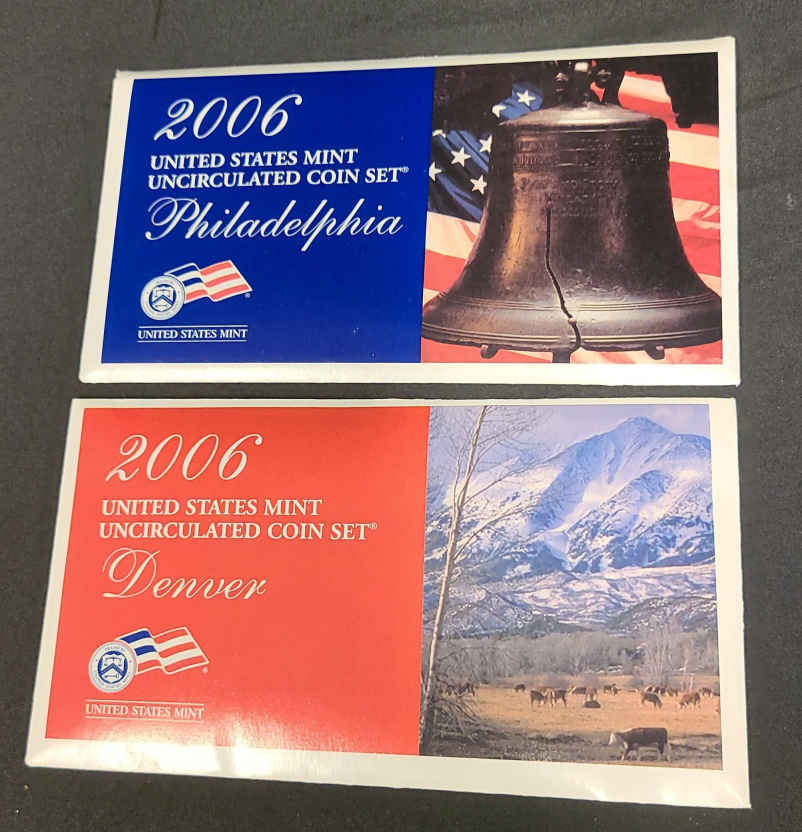 2006
UNITED STATES MINT
UNCIRCULATED COIN SET®
Philadelphia
UNITED STATES MINT
2006
UNITED STATES MINT
UNCIRCULATED COIN SET®
Denver
UNITED STATES MINT